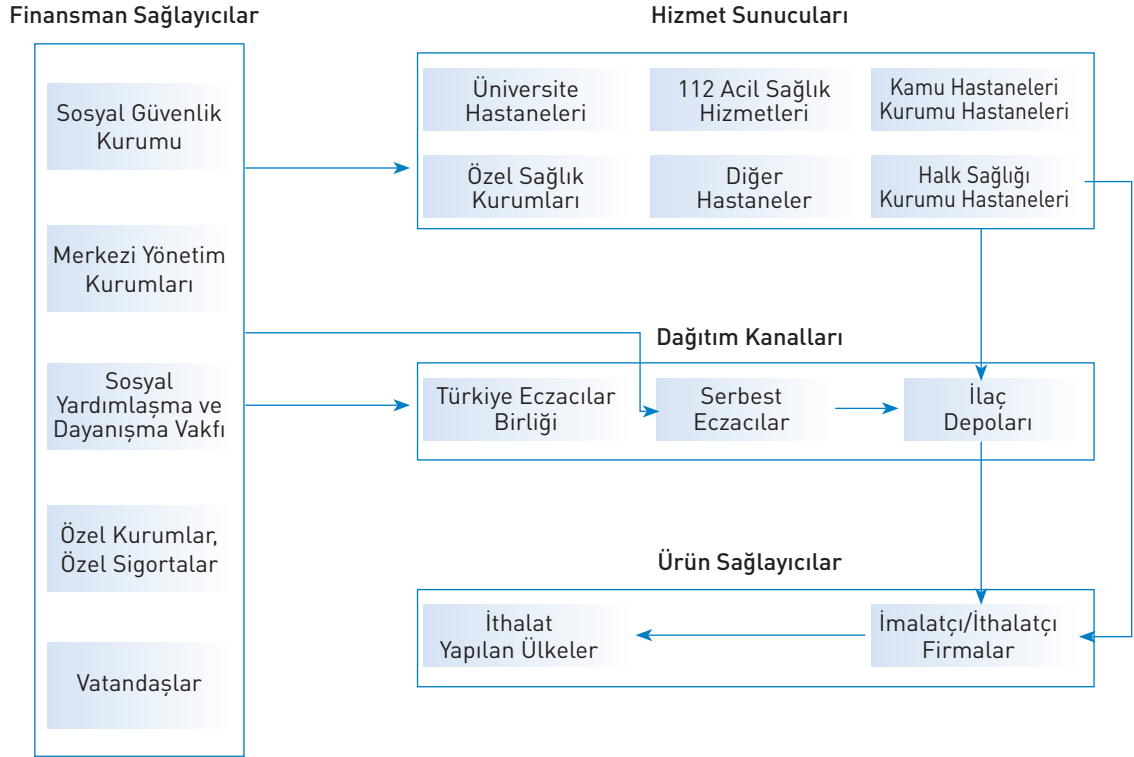 Finansman Sağlayıcılar
Sosyal Güvenlik
Kurumu
Merkezi Yönetim
Kurumları
Sosyal
Yardımlaşma ve
Dayanışma Vakfı
Özel Kurumlar,
Özel Sigortalar
Vatandaşlar
Hizmet Sunucuları
Üniversite
Hastaneleri
112 Acil Sağlık
Hizmetleri
Kamu Hastaneleri
Kurumu Hastaneleri
Özel Sağlık
Kurumları
Diğer
Hastaneler
Halk Sağlığı
Kurumu Hastaneleri
Dağıtım Kanalları
Türkiye Eczacılar
Birliği
Serbest
Eczacılar
İlaç
Depoları
Ürün Sağlayıcılar
İthalat
Yapılan Ülkeler
İmalatçı/İthalatçı
Firmalar